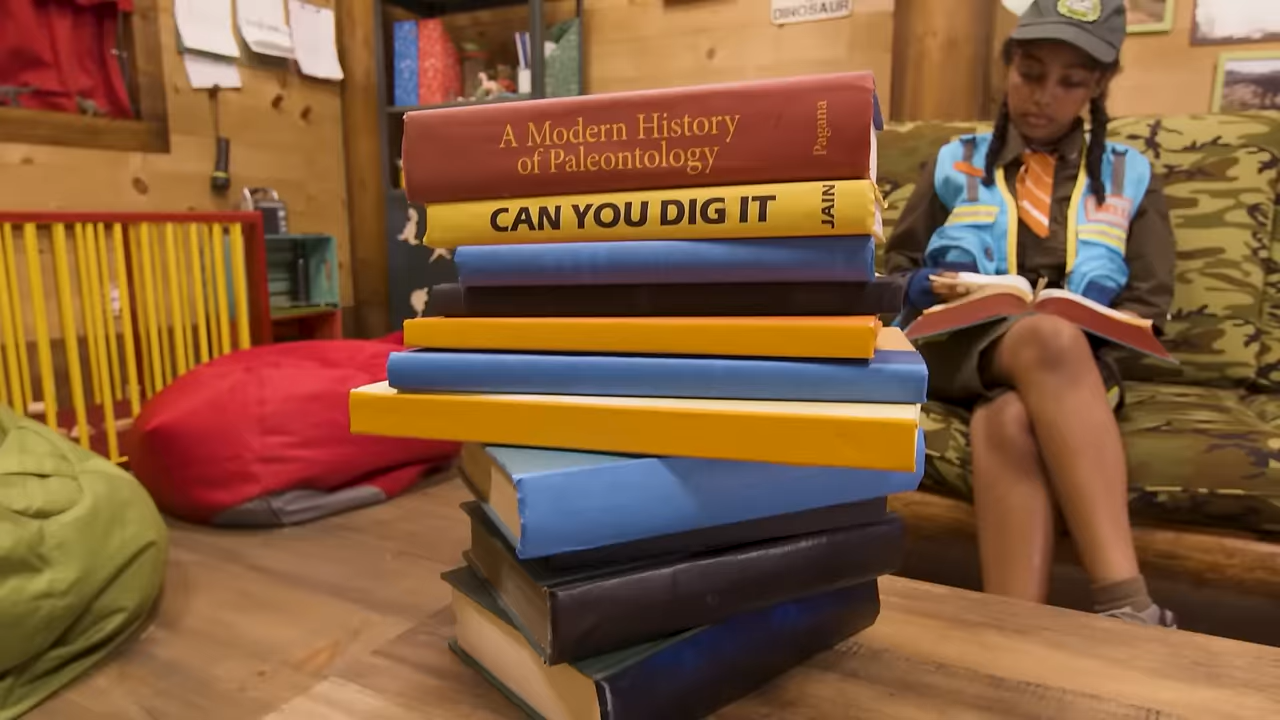 DINOSAUR
A Modern History
of Paleontology
Pagana
CAN YOU DIG IT
JAIN